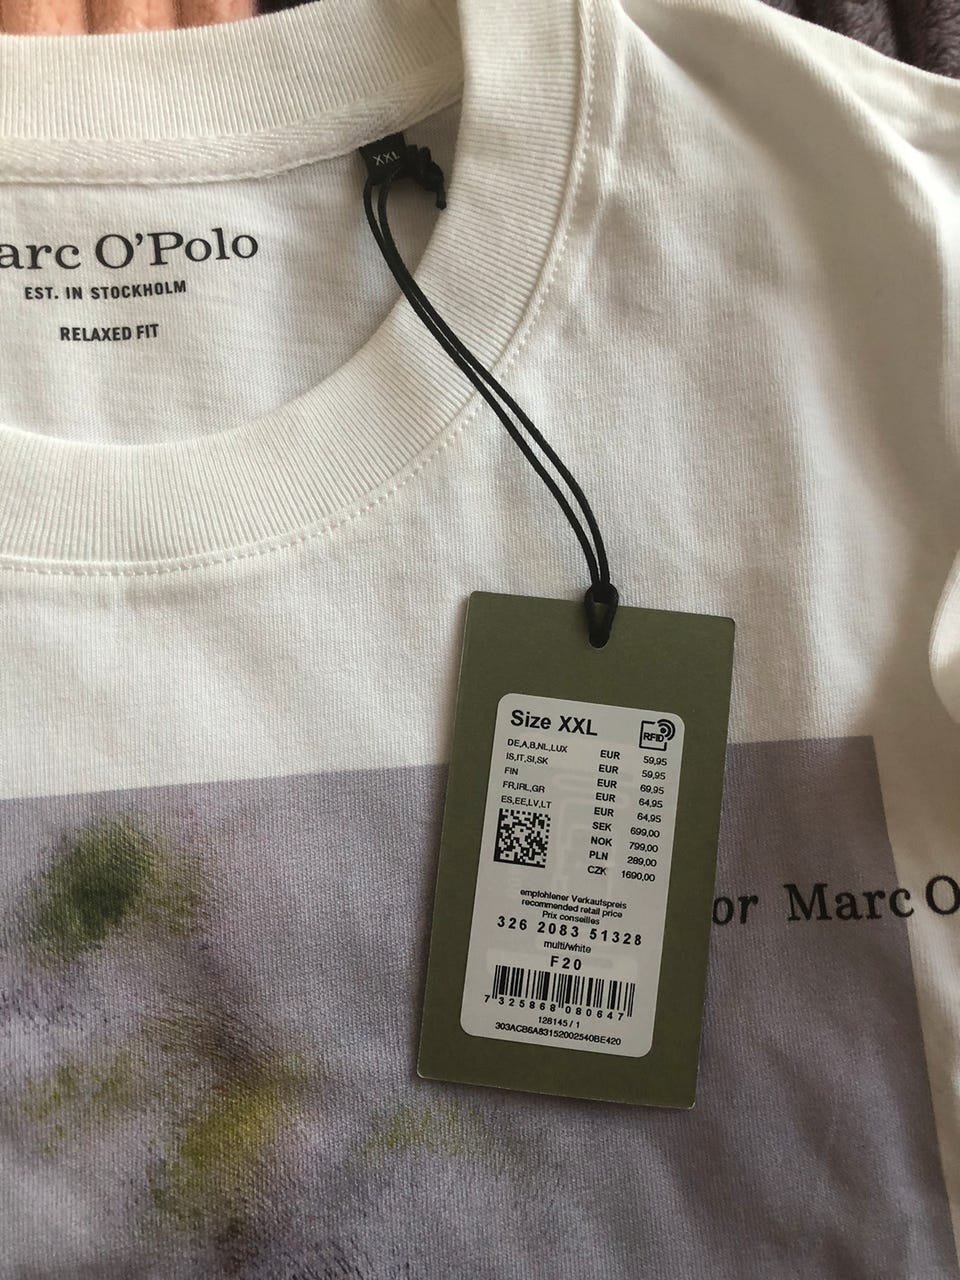 XXL
arc O'Polo
EST. IN STOCKHOLM
RELAXED FIT
Size XXL
RFID
DE,A,B,NL,LUX EUR 59,95
IS,IT,SI,SK EUR 59,95
FIN EUR 69,95
FR,IRL,GR EUR 64,95
ES,EE,LV,LT EUR 64,95
SEK 699,00
NOK 799,00
PLN 289,00
CZK 1690,00
empfohlener Verkaufspreis
recommended retail price
Prix conseilles
326 2083 51328
multi/white
F20
7 325868 080647
128145 / 1
303ACB6A83152002540BE420
or Marc O